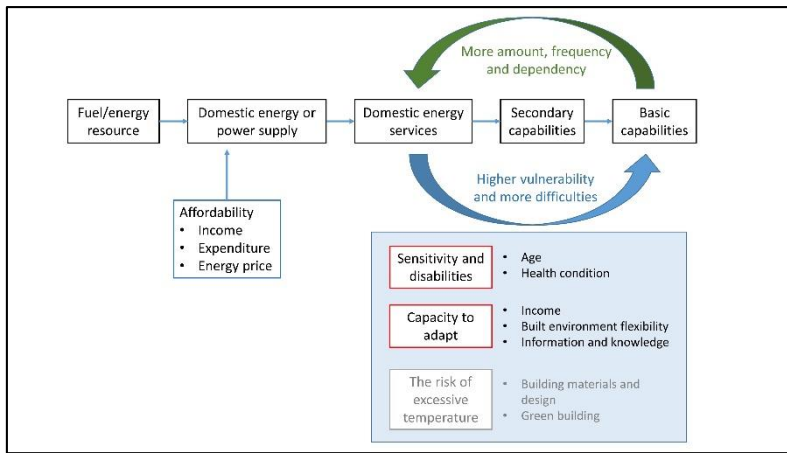 More amount, frequency
and dependency
Fuel/energy
resource
Domestic energy or
power supply
Domestic energy
services
Secondary
capabilities
Basic
capabilities
Higher vulnerability
and more difficulties
Affordability
• Income
• Expenditure
• Energy price
Sensitivity and
disabilities
• Age
• Health condition
Capacity to
adapt
• Income
• Built environment flexibility
• Information and knowledge
The risk of
excessive
temperature
• Building materials and
design
• Green building